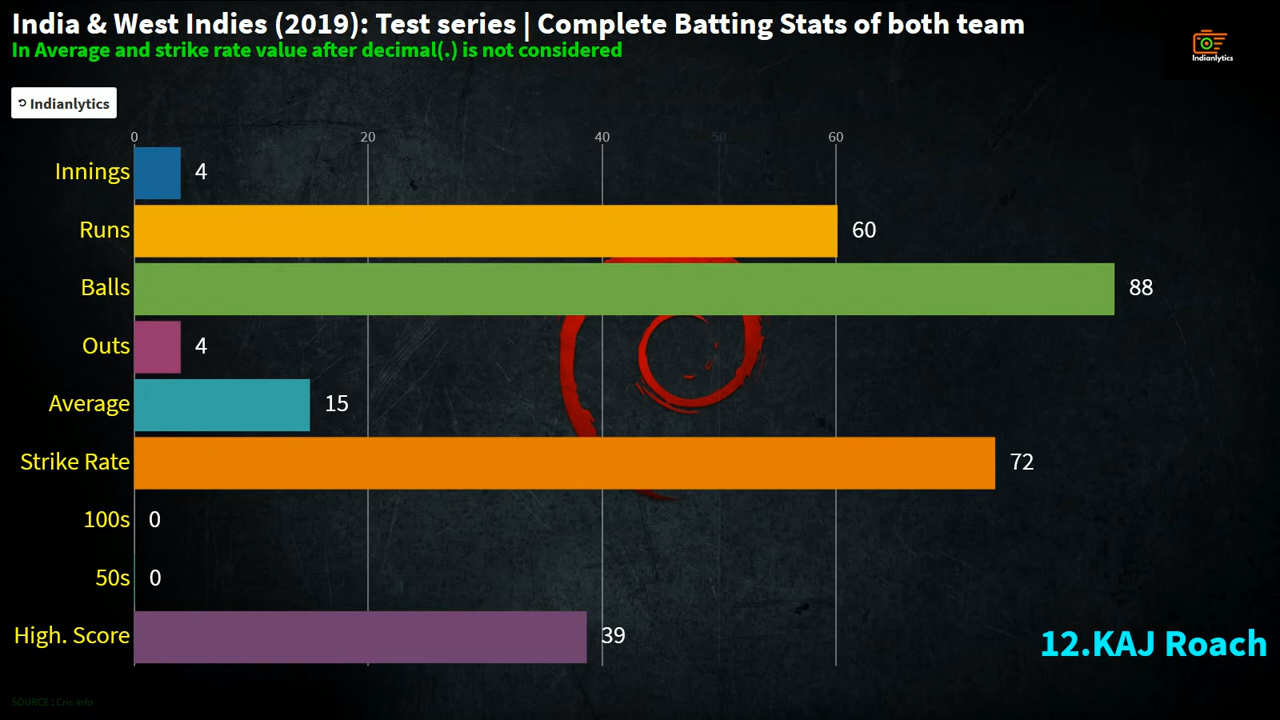 India & West Indies (2019): Test series | Complete Batting Stats of both team
In Average and strike rate value after decimal(.) is not considered
Indianlytics
Indianlytics
0 20 40 50 60
Innings 4
Runs 60
Balls 88
Outs 4
Average 15
Strike Rate 72
100s 0
50s 0
High. Score 39
12.KAJ Roach
SOURCE : Cric info